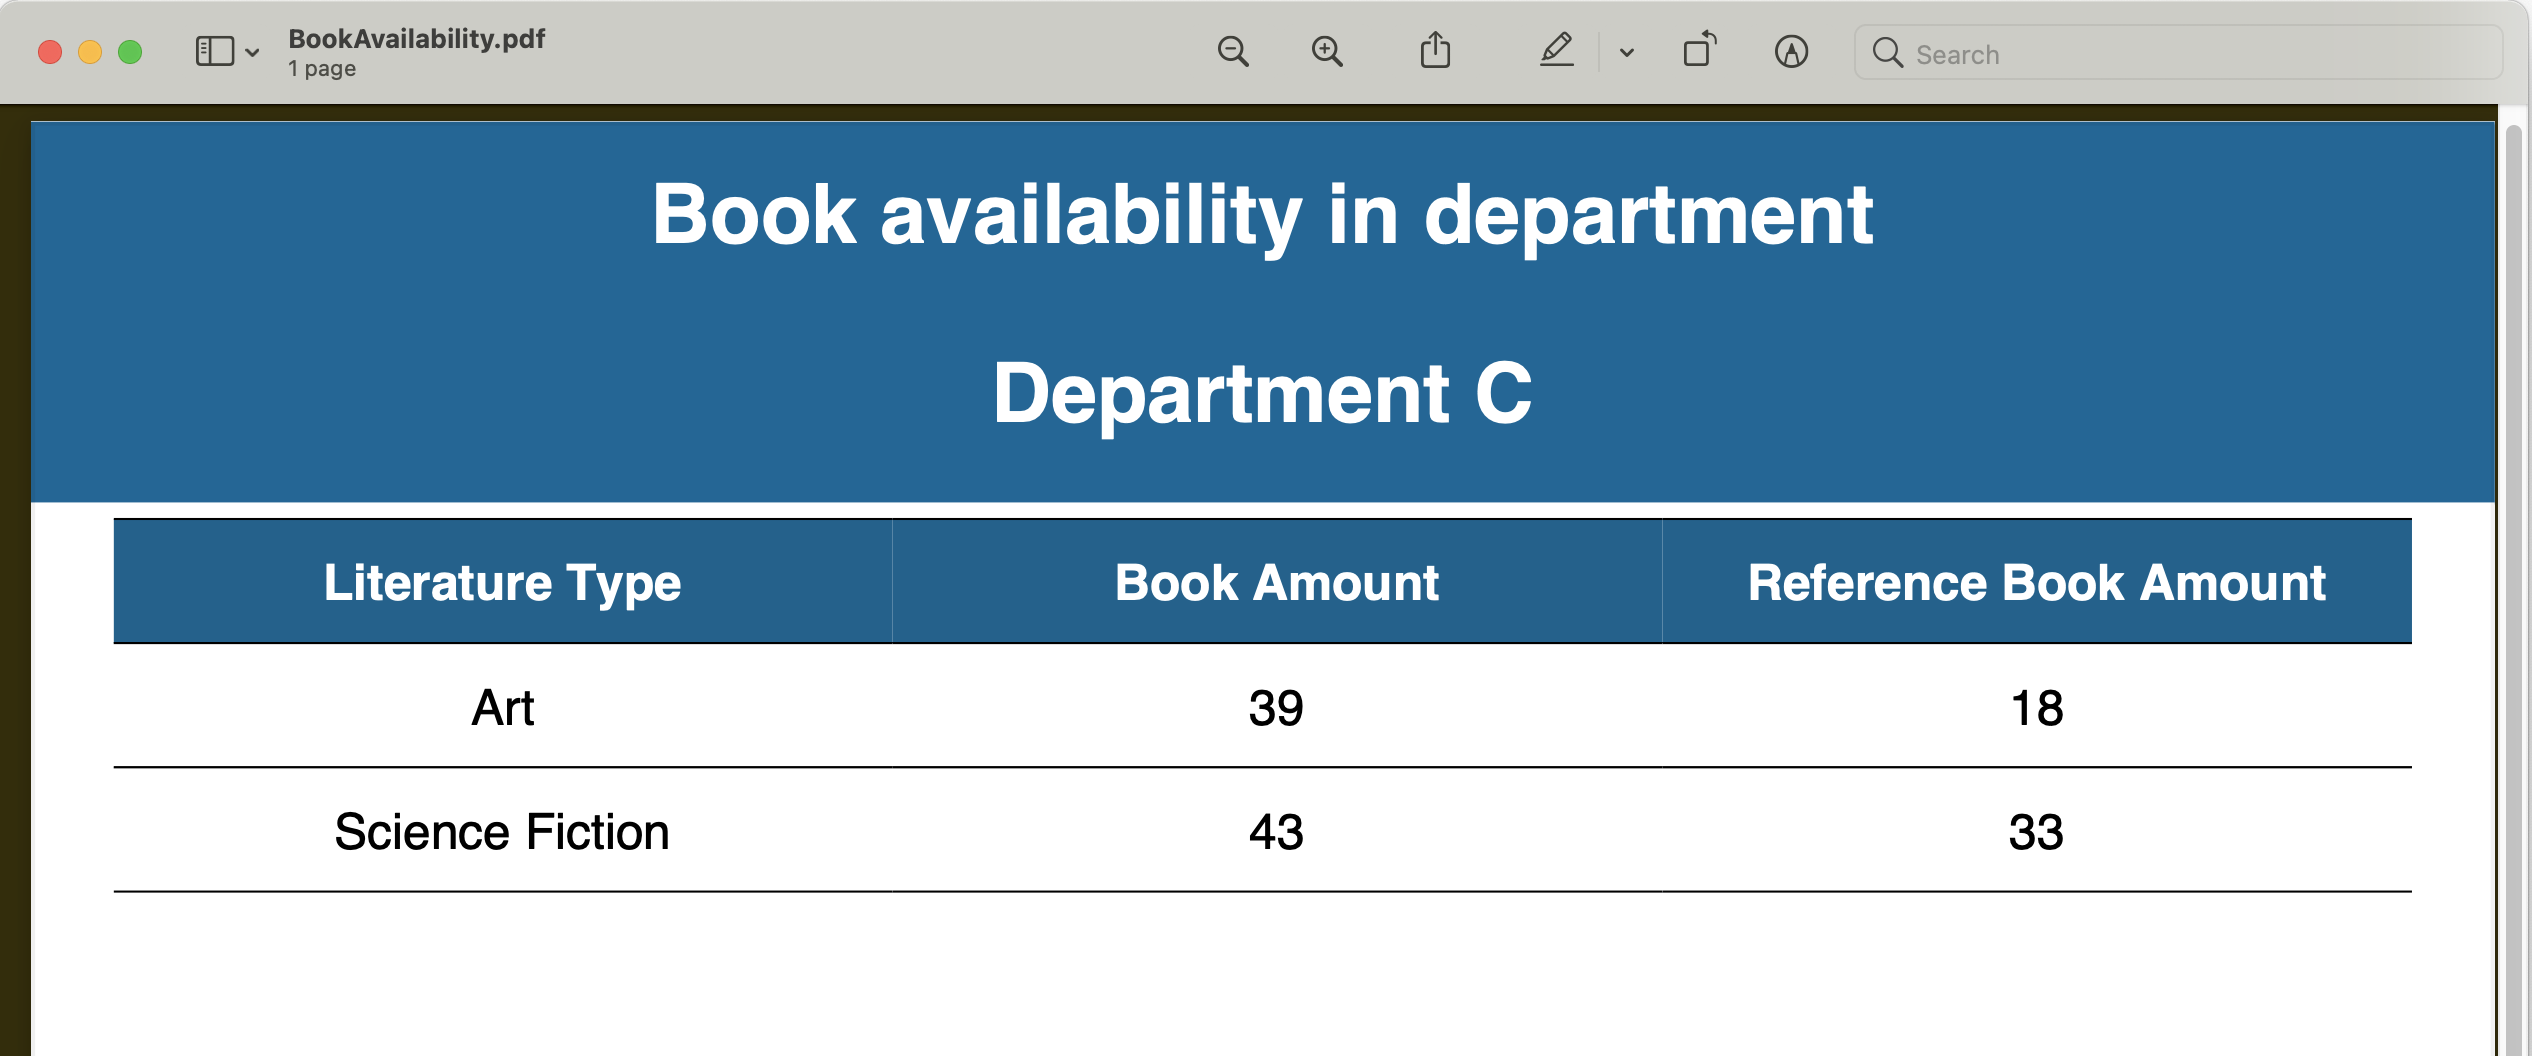 BookAvailability.pdf
1 page
Search
Book availability in department
Department C
Literature Type Book Amount Reference Book Amount
Art 39 18
Science Fiction 43 33